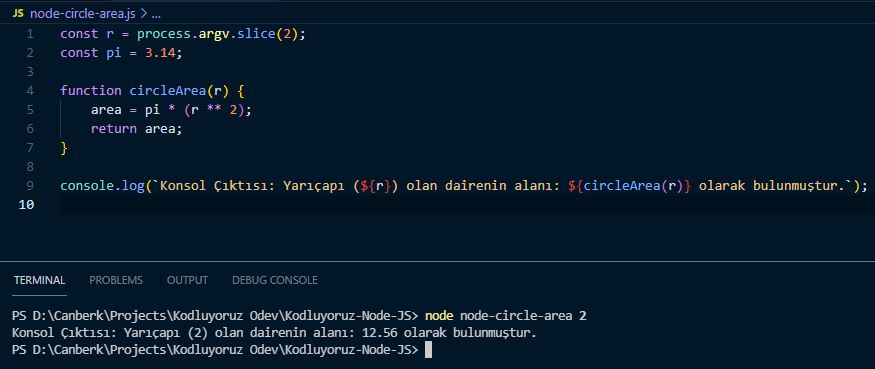 JS node-circle-area.js > ...
1 const r = process.argv.slice(2);
2 const pi = 3.14;
3
4 function circleArea(r) {
5     area = pi * (r ** 2);
6     return area;
7 }
8
9 console.log(`Konsol Çıktısı: Yarıçapı (${r}) olan dairenin alanı: ${circleArea(r)} olarak bulunmuştur.`);
10
TERMINAL PROBLEMS OUTPUT DEBUG CONSOLE
PS D:\Canberk\Projects\Kodluyoruz Odev\Kodluyoruz-Node-JS> node node-circle-area 2
Konsol Çıktısı: Yarıçapı (2) olan dairenin alanı: 12.56 olarak bulunmuştur.
PS D:\Canberk\Projects\Kodluyoruz Odev\Kodluyoruz-Node-JS>